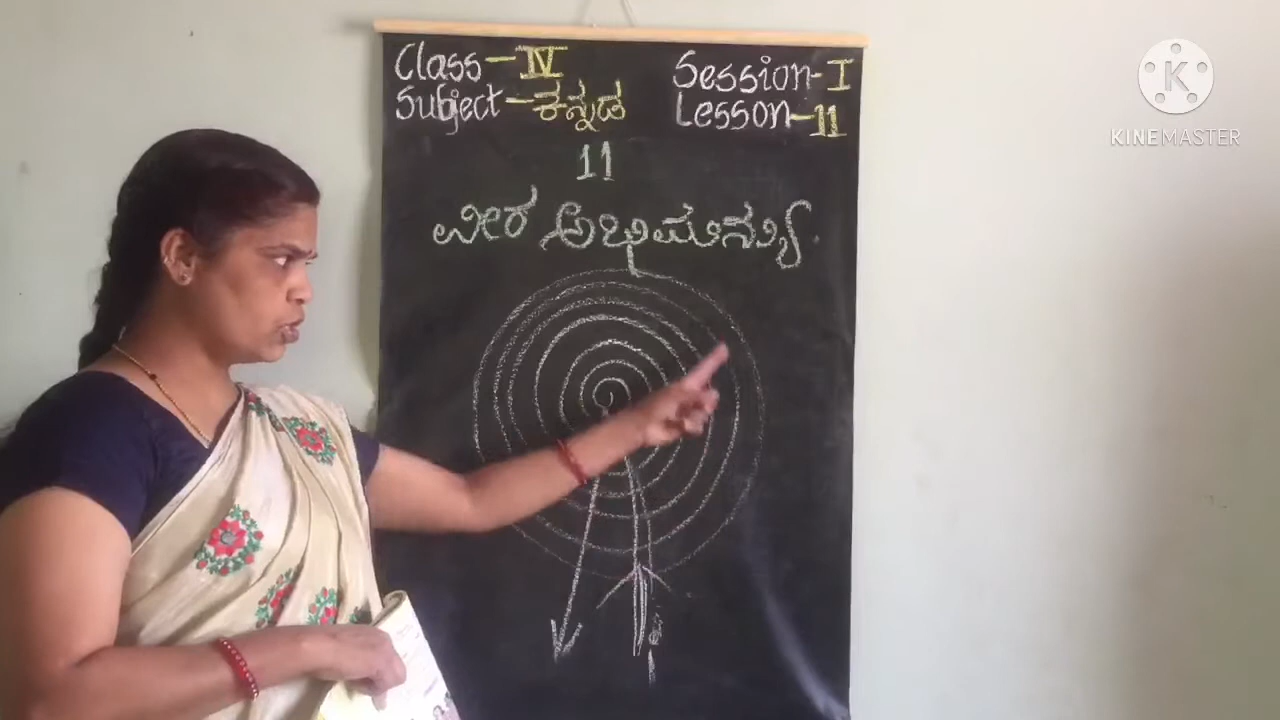 Class - IV
Session - I
Subject - ಕನ್ನಡ
Lesson - 11
11
ವೀರ ಅಭಿಮನ್ಯು.
K
KINEMASTER